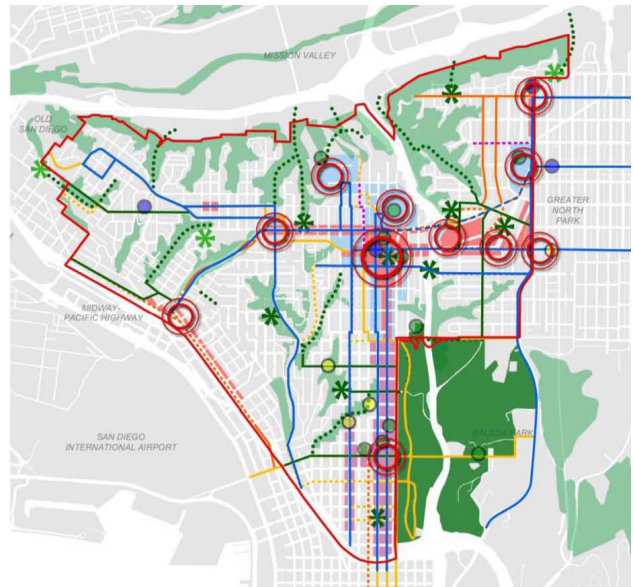 MISSION VALLEY
OLD
SAN DIEGO
GREATER
NORTH
PARK
MIDWAY-
PACIFIC HIGHWAY
SAN DIEGO
INTERNATIONAL AIRPORT
BALBOA PARK